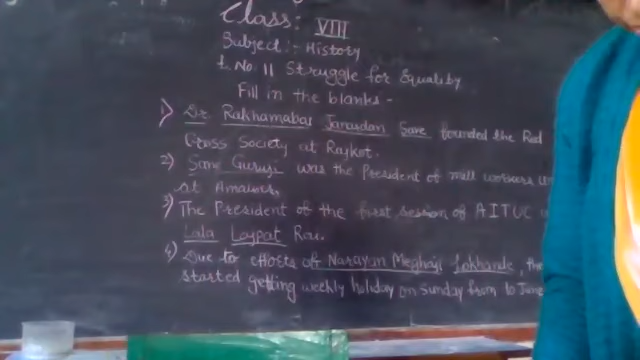 Class: VIII
Subject:- History
L. No. 11 Struggle for Equality
Fill in the blanks -
1) Dr. Rakhamabai Janardan Save founded the Red
Cross Society at Rajkot.
2) Sane Guruji was the President of mill workers
at Amalner.
3) The President of the first session of AITUC
Lala Lajpat Rai.
4) Due to efforts of Narayan Meghaji Lokhande, the
started getting weekly holiday on Sunday from 10 June